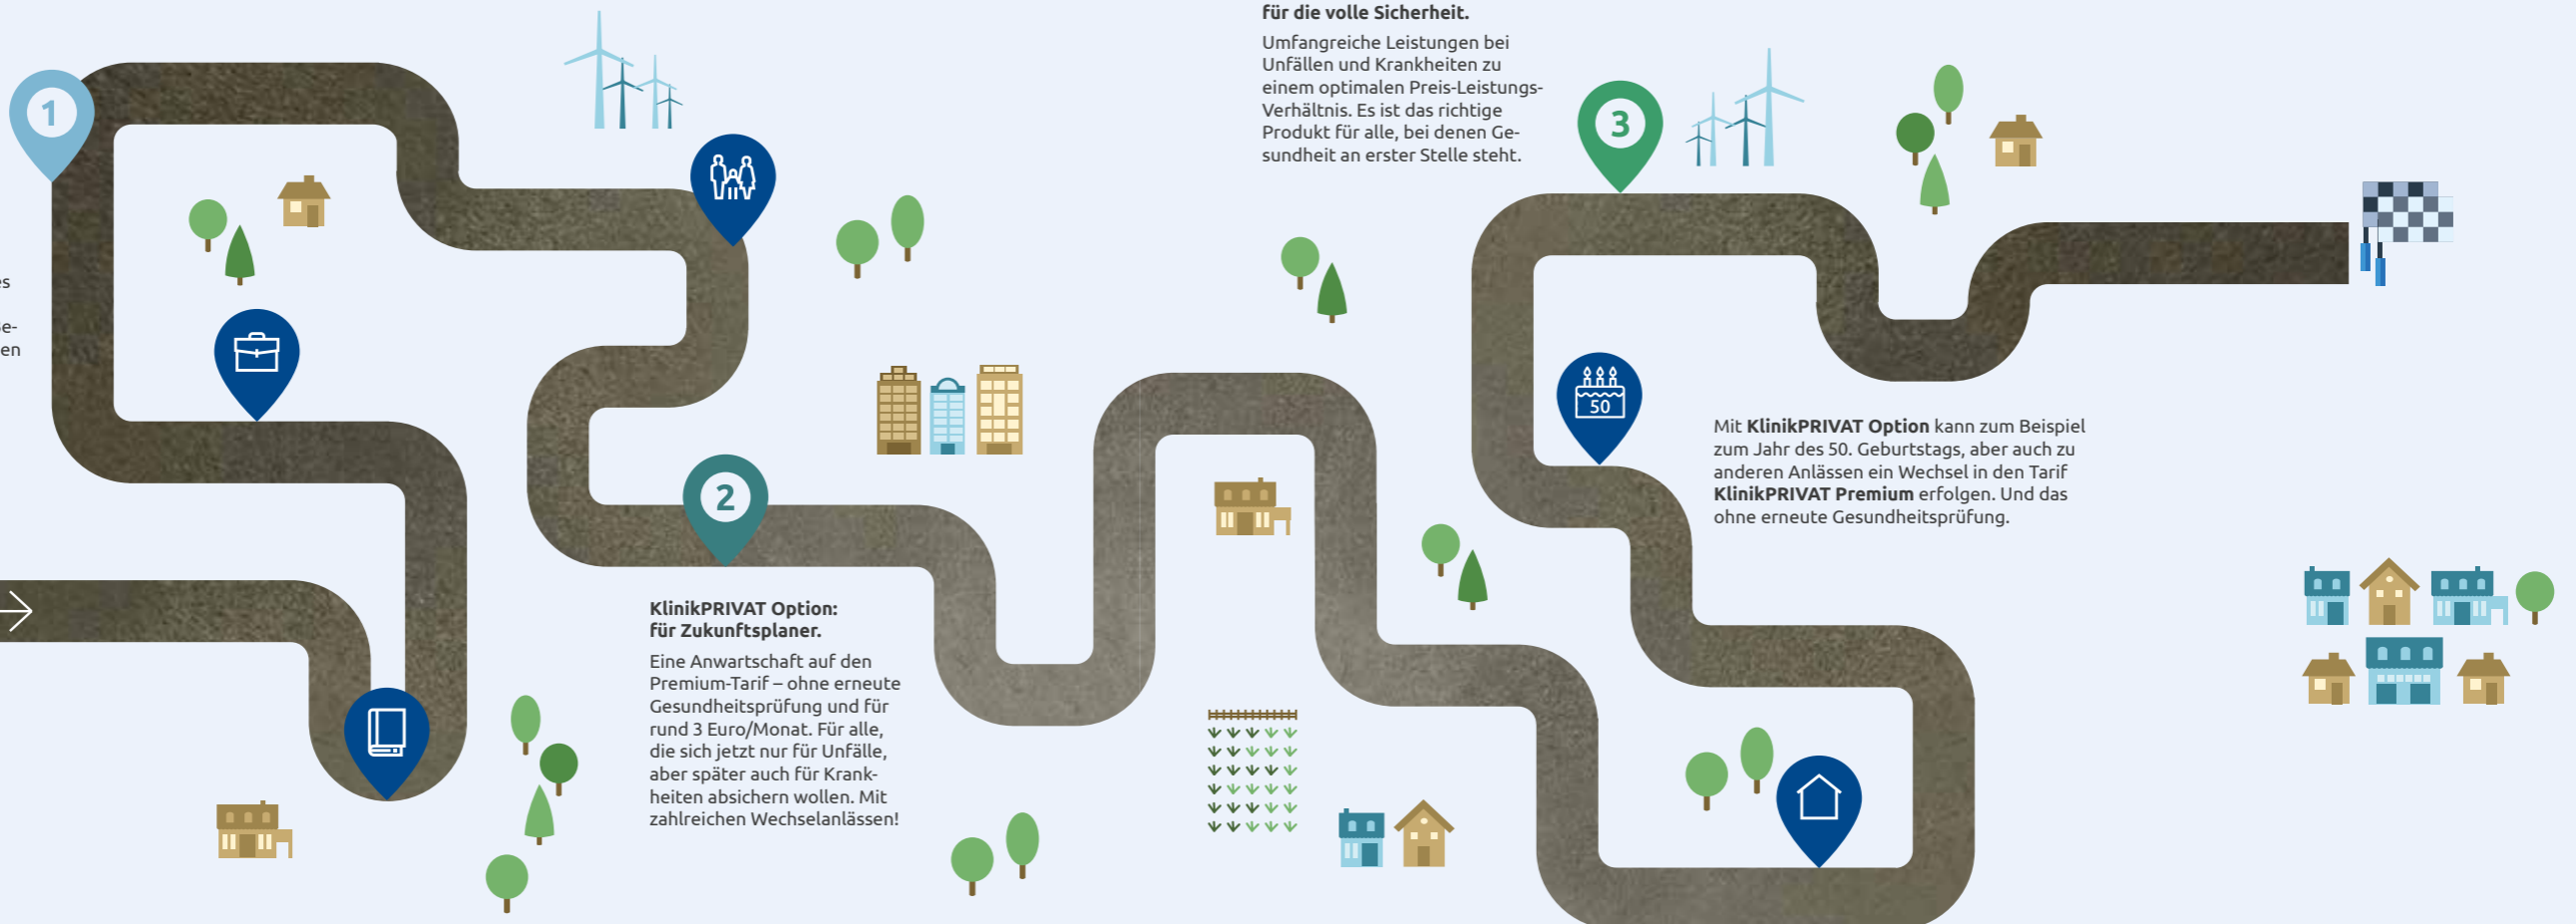 1
es
e-
en
2
KlinikPRIVAT Option:
für Zukunftsplaner.
Eine Anwartschaft auf den
Premium-Tarif – ohne erneute
Gesundheitsprüfung und für
rund 3 Euro/Monat. Für alle,
die sich jetzt nur für Unfälle,
aber später auch für Krank-
heiten absichern wollen. Mit
zahlreichen Wechselanlässen!
für die volle Sicherheit.
Umfangreiche Leistungen bei
Unfällen und Krankheiten zu
einem optimalen Preis-Leistungs-
Verhältnis. Es ist das richtige
Produkt für alle, bei denen Ge-
sundheit an erster Stelle steht.
3
50
Mit KlinikPRIVAT Option kann zum Beispiel
zum Jahr des 50. Geburtstags, aber auch zu
anderen Anlässen ein Wechsel in den Tarif
KlinikPRIVAT Premium erfolgen. Und das
ohne erneute Gesundheitsprüfung.